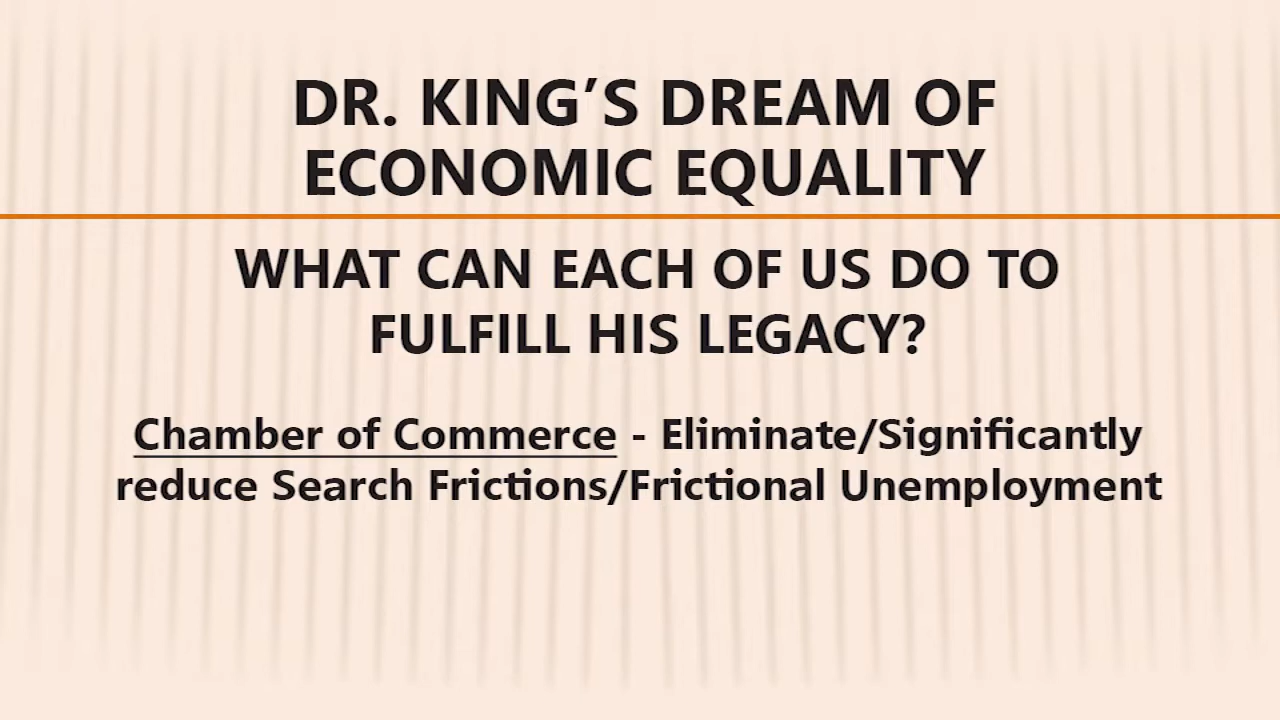 DR. KING’S DREAM OF
ECONOMIC EQUALITY
WHAT CAN EACH OF US DO TO
FULFILL HIS LEGACY?
Chamber of Commerce - Eliminate/Significantly
reduce Search Frictions/Frictional Unemployment